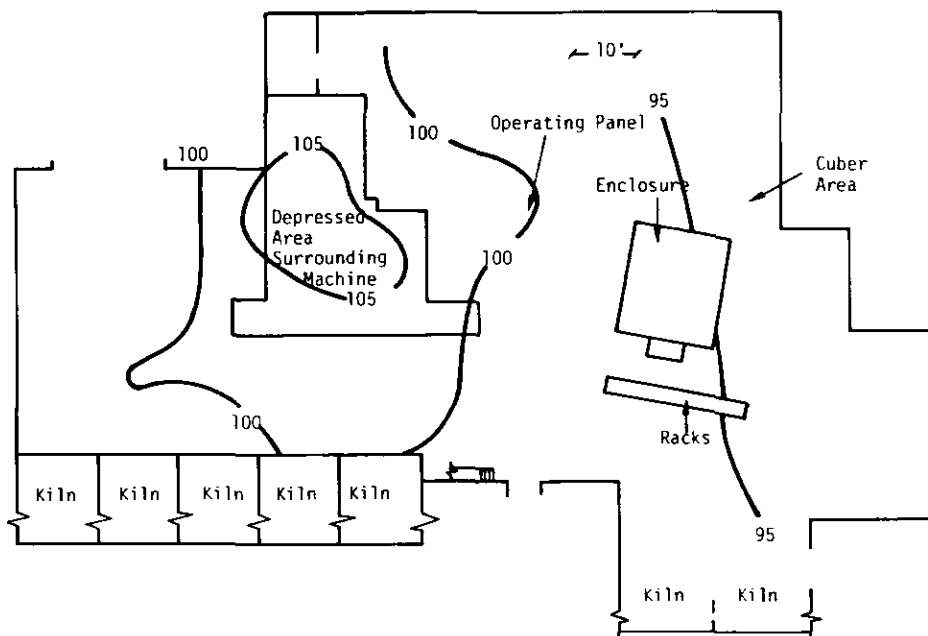 10'
95
100
Operating Panel
100
105
Cuber
Area
Enclosure
Depressed
Area
Surrounding
Machine
100
105
100
Racks
Kiln
Kiln
Kiln
Kiln
Kiln
95
Kiln
Kiln